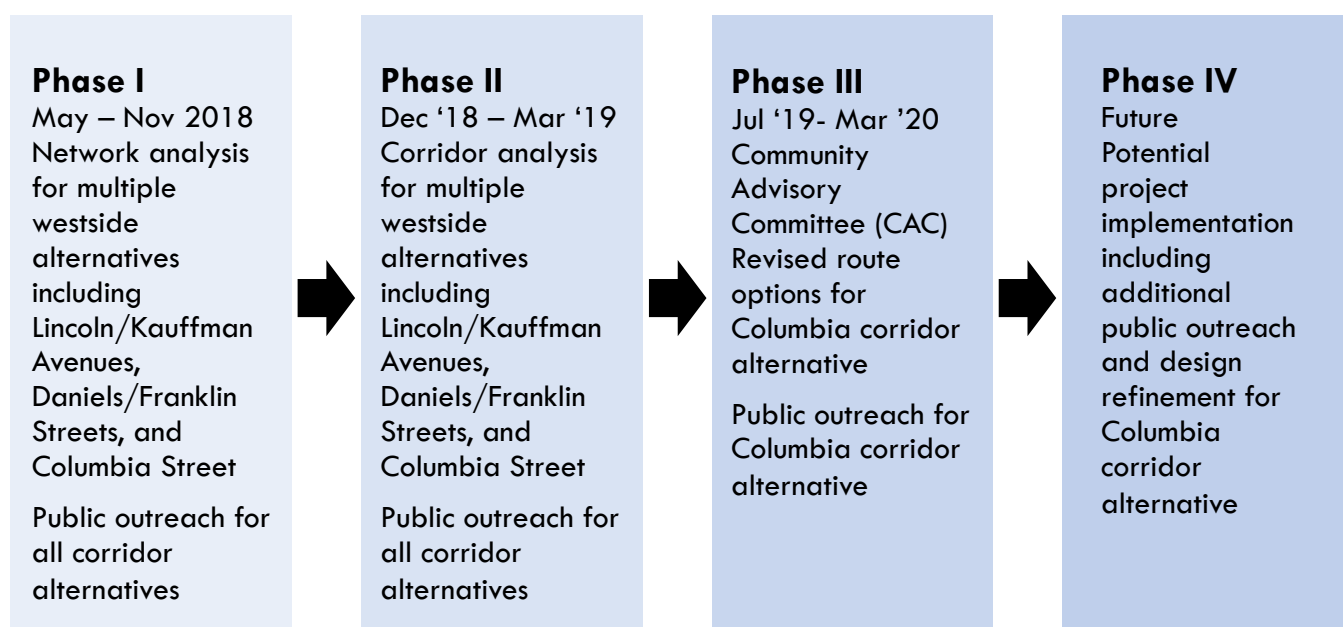 Phase I
May – Nov 2018
Network analysis
for multiple
westside
alternatives
including
Lincoln/Kauffman
Avenues,
Daniels/Franklin
Streets, and
Columbia Street
Public outreach for
all corridor
alternatives
Phase II
Dec ‘18 – Mar ‘19
Corridor analysis
for multiple
westside
alternatives
including
Lincoln/Kauffman
Avenues,
Daniels/Franklin
Streets, and
Columbia Street
Public outreach for
all corridor
alternatives
Phase III
Jul ‘19- Mar ’20
Community
Advisory
Committee (CAC)
Revised route
options for
Columbia corridor
alternative
Public outreach for
Columbia corridor
alternative
Phase IV
Future
Potential
project
implementation
including
additional
public outreach
and design
refinement for
Columbia
corridor
alternative